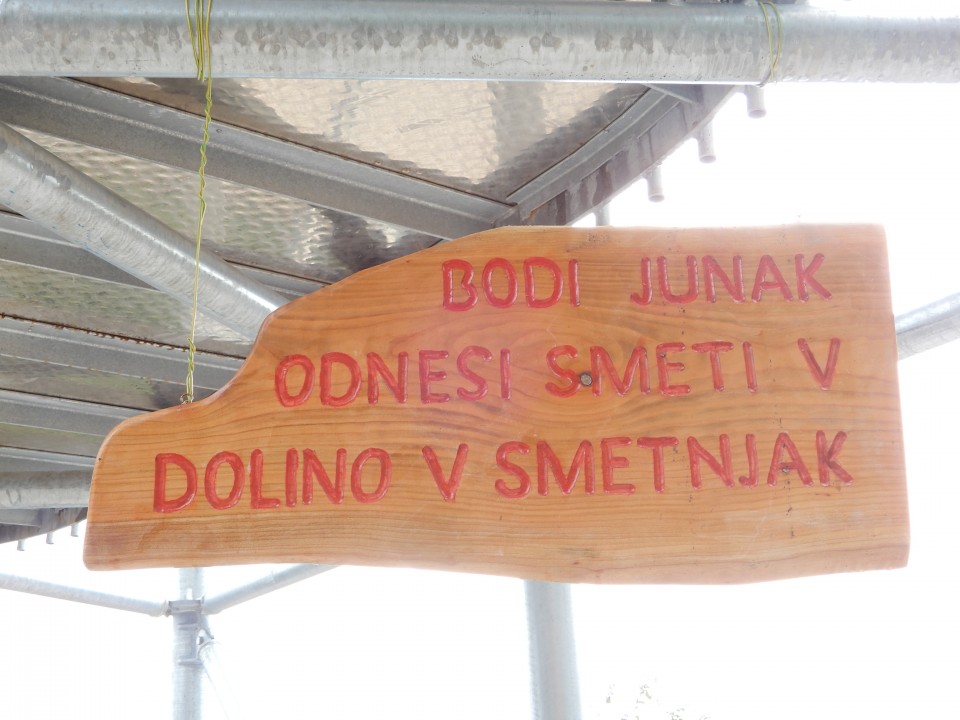 BODI JUNAK
ODNESI SMETI V
DOLINO V SMETNJAK